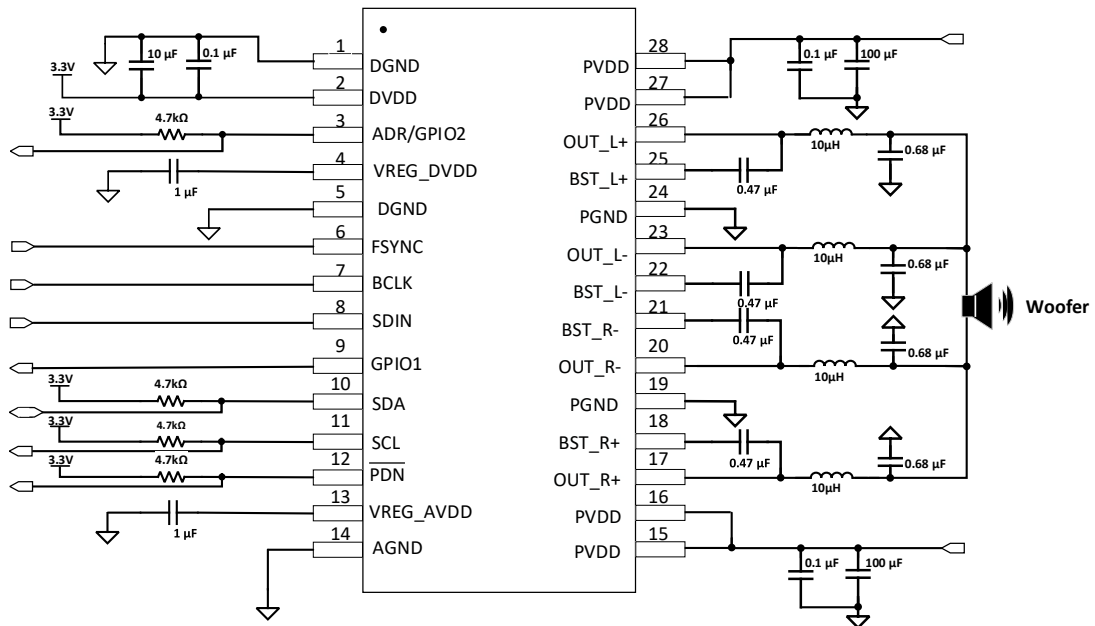 10 µF
0.1 µF
3.3V
1
DGND
2
DVDD
3.3V
4.7kΩ
3
ADR/GPIO2
4
VREG_DVDD
1 µF
5
DGND
6
FSYNC
7
BCLK
8
SDIN
9
GPIO1
3.3V
4.7kΩ
10
SDA
3.3V
4.7kΩ
11
SCL
3.3V
4.7kΩ
12
PDN
13
VREG_AVDD
1 µF
14
AGND
28
PVDD
0.1 µF
100 µF
27
PVDD
26
OUT_L+
10µH
0.68 µF
25
BST_L+
0.47 µF
24
PGND
23
OUT_L-
10µH
0.68 µF
22
BST_L-
0.47 µF
21
BST_R-
0.47 µF
Woofer
20
OUT_R-
10µH
0.68 µF
19
PGND
18
BST_R+
0.47 µF
17
OUT_R+
10µH
0.68 µF
16
PVDD
15
PVDD
0.1 µF
100 µF